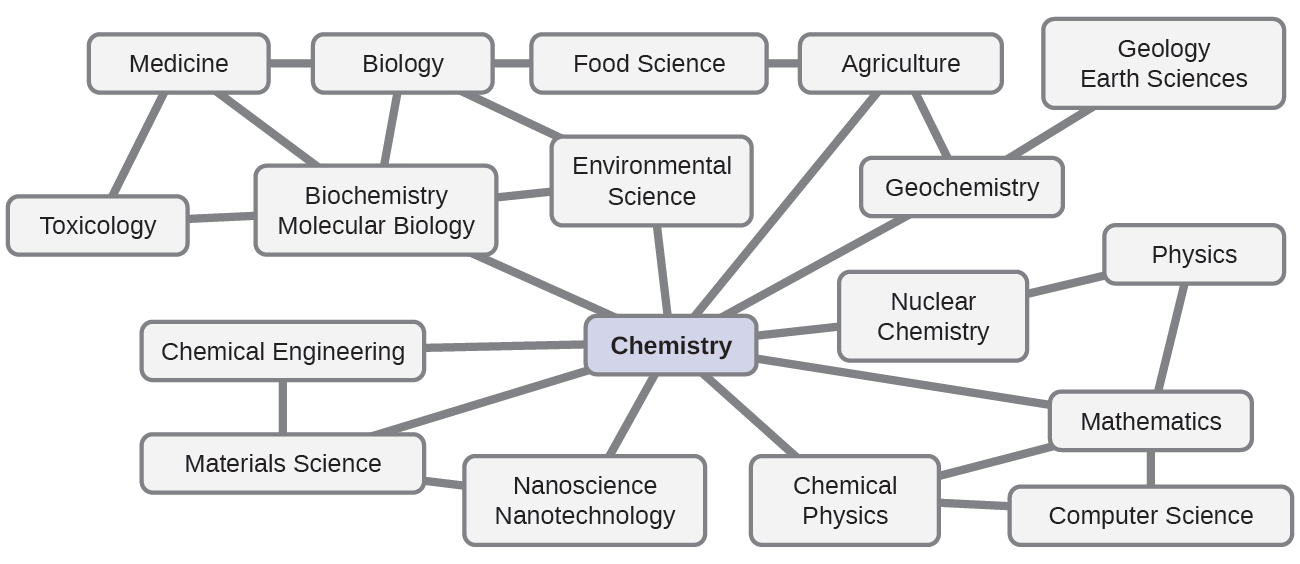 Medicine
Biology
Food Science
Agriculture
Geology
Earth Sciences
Environmental
Science
Biochemistry
Molecular Biology
Geochemistry
Toxicology
Physics
Nuclear
Chemistry
Chemical Engineering
Chemistry
Mathematics
Materials Science
Nanoscience
Nanotechnology
Chemical
Physics
Computer Science